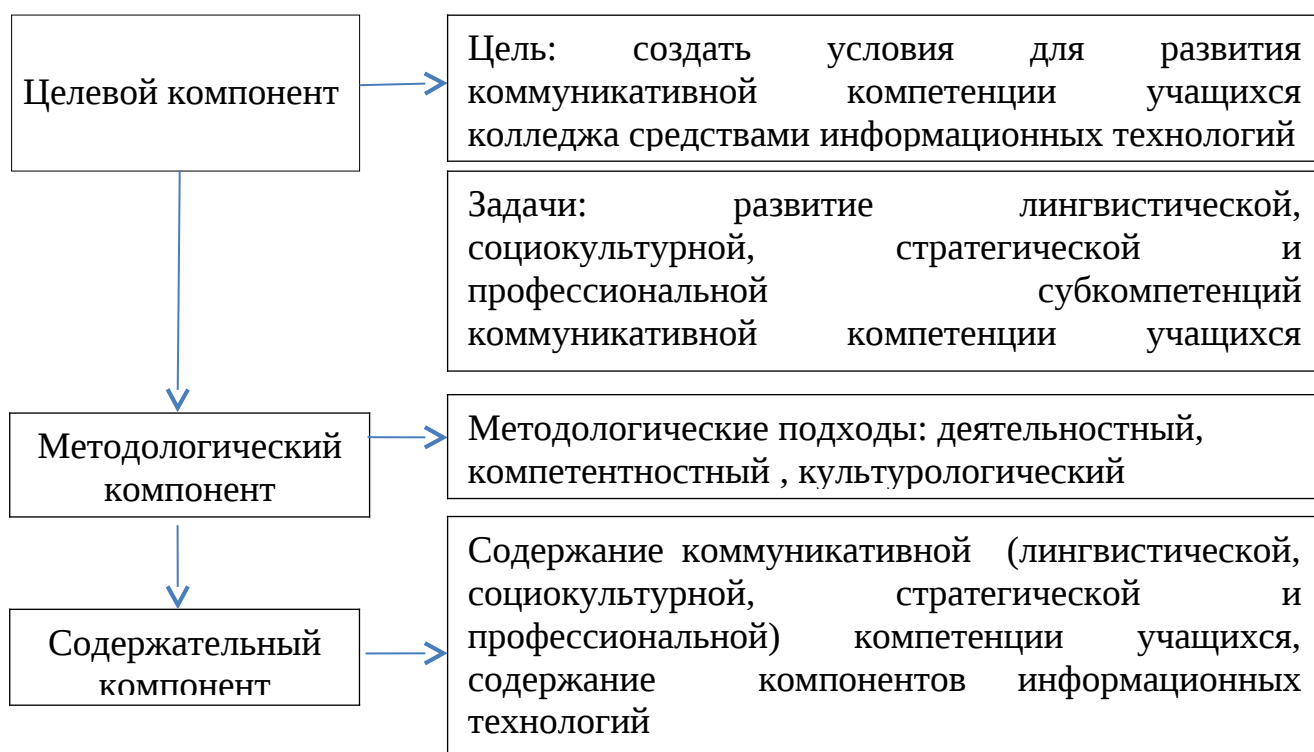 Целевой компонент
Цель: создать условия для развития
коммуникативной компетенции учащихся
колледжа средствами информационных технологий
Задачи: развитие лингвистической,
социокультурной, стратегической и
профессиональной субкомпетенций
коммуникативной компетенции учащихся
Методологический
компонент
Методологические подходы: деятельностный,
компетентностный , культурологический
Содержательный
компонент
Содержание коммуникативной (лингвистической,
социокультурной, стратегической и
профессиональной) компетенции учащихся,
содержание компонентов информационных
технологий